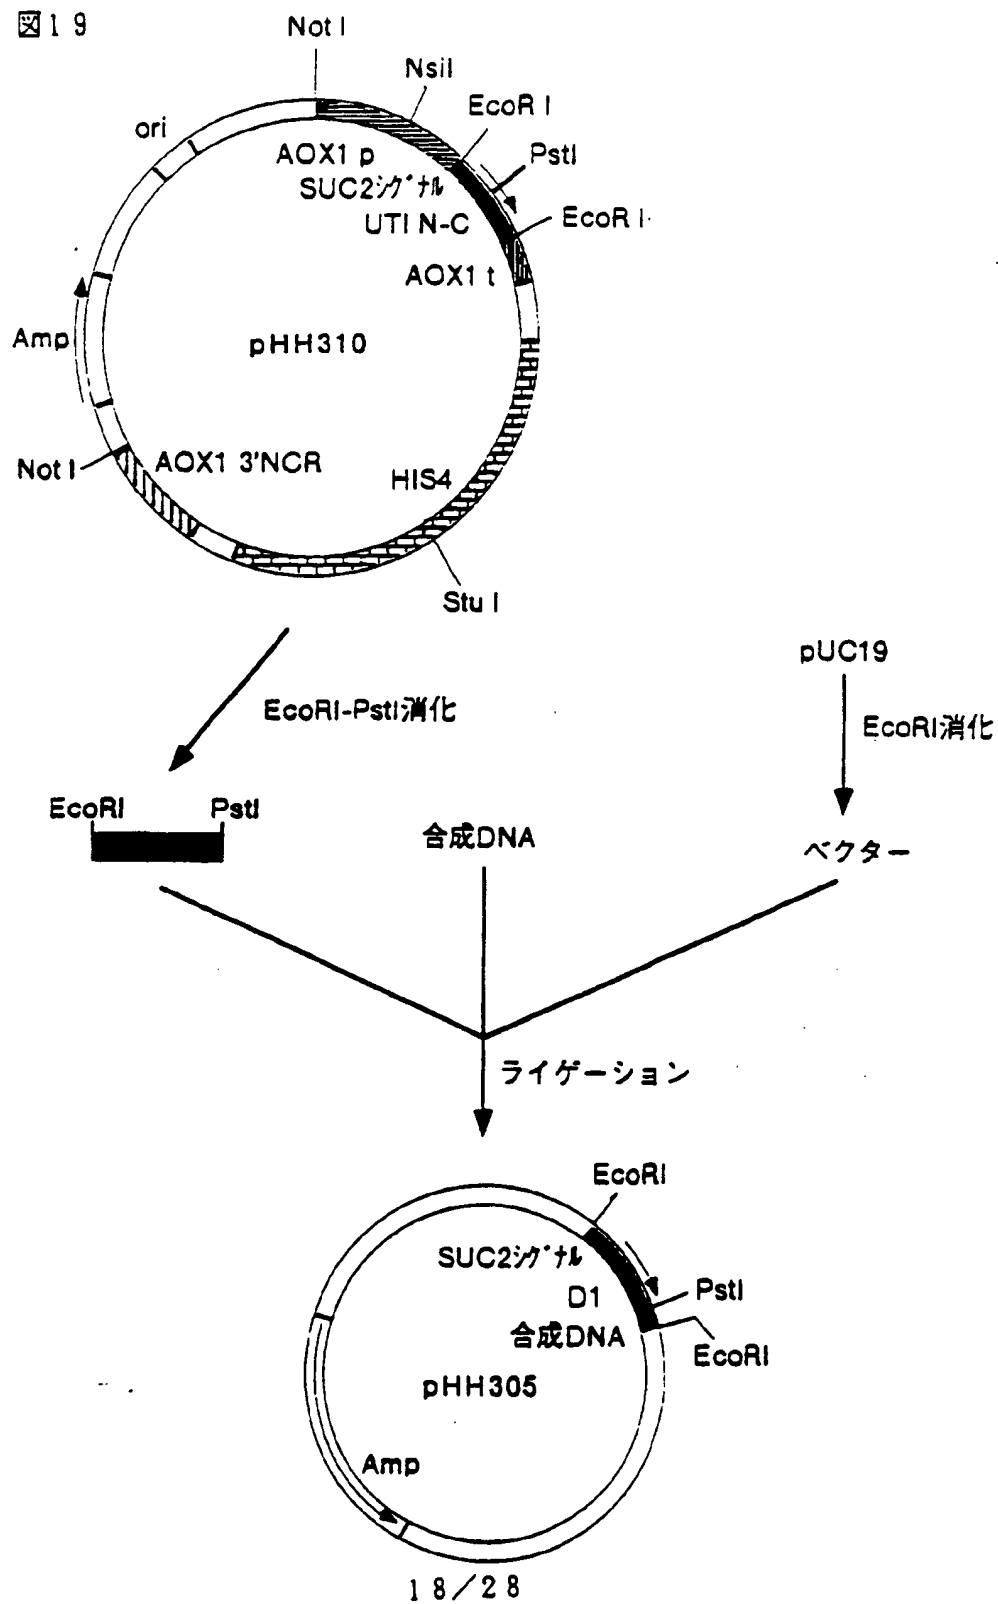 図19
Not I
NsiI
EcoR I
PstI
ori
AOX1 p
SUC2ｼｸﾞﾅﾙ
UTI N-C
EcoR I
AOX1 t
Amp
pHH310
Not I
AOX1 3'NCR
HIS4
Stu I
pUC19
EcoRI-PstI消化
EcoRI消化
EcoRI
PstI
合成DNA
ベクター
ライゲーション
EcoRI
SUC2ｼｸﾞﾅﾙ
D1
PstI
合成DNA
EcoRI
pHH305
Amp
18/28